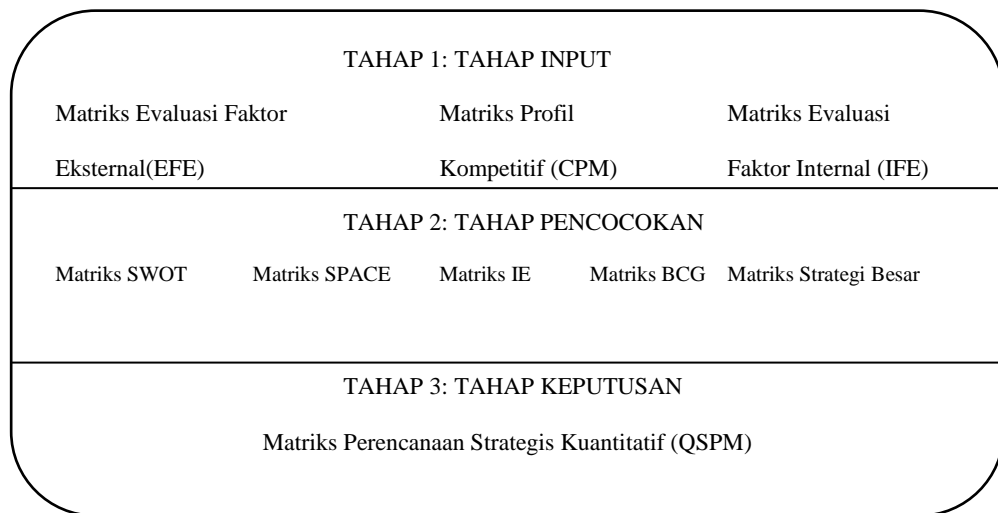 TAHAP 1: TAHAP INPUT
Matriks Evaluasi Faktor Matriks Profil Matriks Evaluasi
Eksternal(EFE) Kompetitif (CPM) Faktor Internal (IFE)
TAHAP 2: TAHAP PENCOCOKAN
Matriks SWOT Matriks SPACE Matriks IE Matriks BCG Matriks Strategi Besar
TAHAP 3: TAHAP KEPUTUSAN
Matriks Perencanaan Strategis Kuantitatif (QSPM)